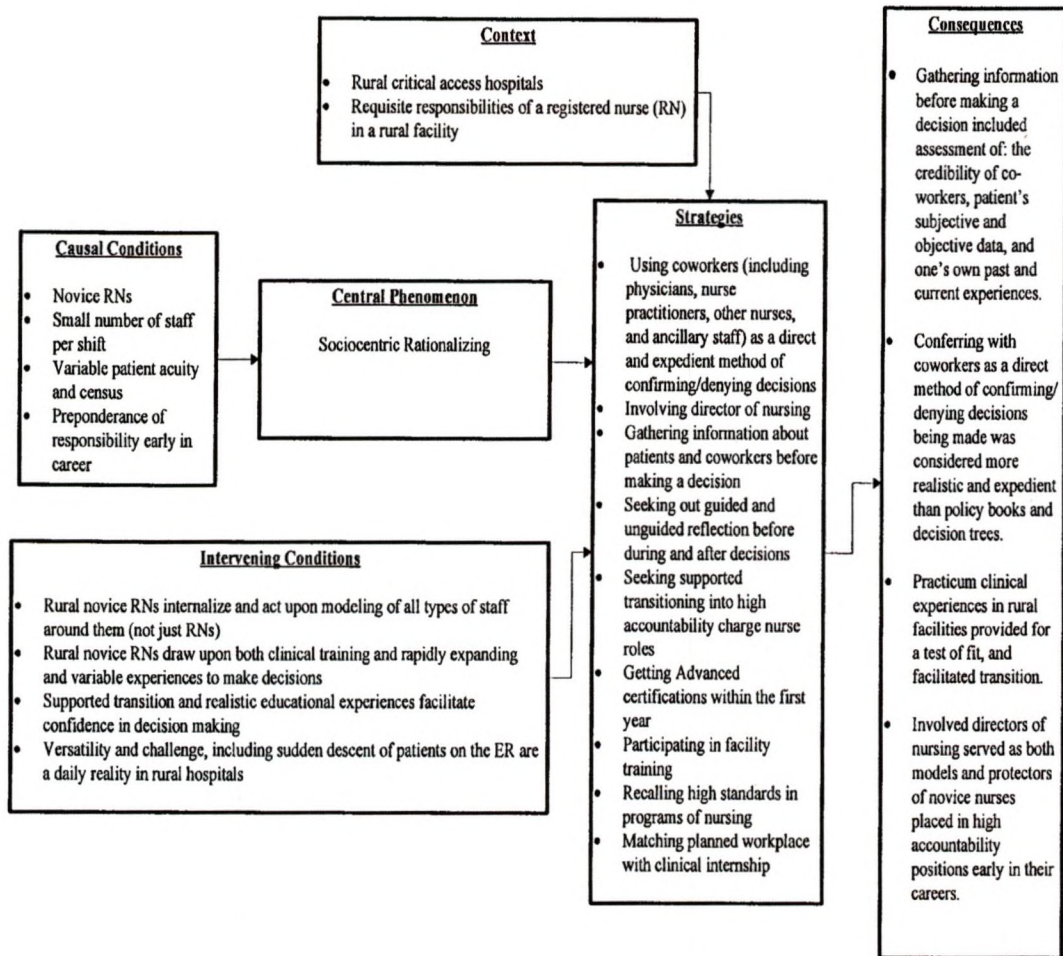 Context
• Rural critical access hospitals
• Requisite responsibilities of a registered nurse (RN)
in a rural facility
Causal Conditions
• Novice RNs
• Small number of staff
per shift
• Variable patient acuity
and census
• Preponderance of
responsibility early in
career
Central Phenomenon
Sociocentric Rationalizing
Intervening Conditions
• Rural novice RNs internalize and act upon modeling of all types of staff
around them (not just RNs)
• Rural novice RNs draw upon both clinical training and rapidly expanding
and variable experiences to make decisions
• Supported transition and realistic educational experiences facilitate
confidence in decision making
• Versatility and challenge, including sudden descent of patients on the ER are
a daily reality in rural hospitals
Strategies
• Using coworkers (including
physicians, nurse
practitioners, other nurses,
and ancillary staff) as a direct
and expedient method of
confirming/denying decisions
• Involving director of nursing
• Gathering information about
patients and coworkers before
making a decision
• Seeking out guided and
unguided reflection before
during and after decisions
• Seeking supported
transitioning into high
accountability charge nurse
roles
• Getting Advanced
certifications within the first
year
• Participating in facility
training
• Recalling high standards in
programs of nursing
• Matching planned workplace
with clinical internship
Consequences
• Gathering information
before making a
decision included
assessment of: the
credibility of co-
workers, patient's
subjective and
objective data, and
one's own past and
current experiences.
• Conferring with
coworkers as a direct
method of confirming/
denying decisions
being made was
considered more
realistic and expedient
than policy books and
decision trees.
• Practicum clinical
experiences in rural
facilities provided for
a test of fit, and
facilitated transition.
• Involved directors of
nursing served as both
models and protectors
of novice nurses
placed in high
accountability
positions early in their
careers.